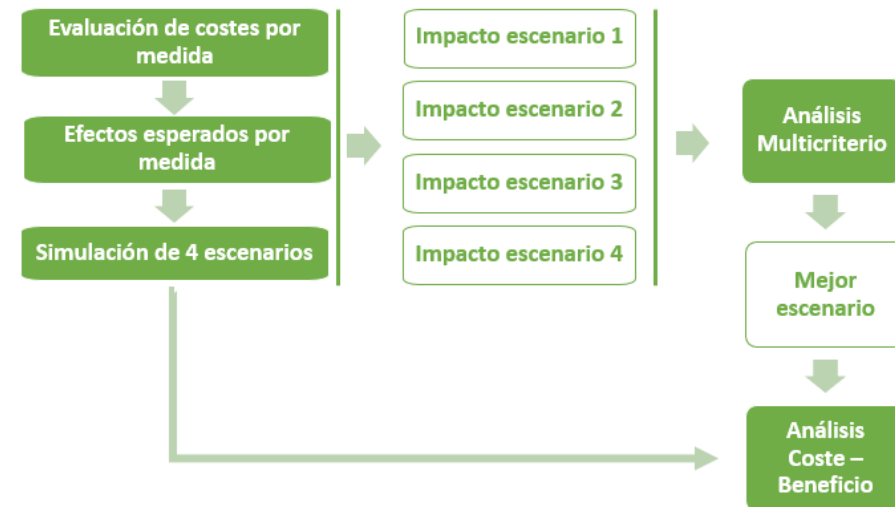 Evaluación de costes por
medida
Efectos esperados por
medida
Simulación de 4 escenarios
Impacto escenario 1
Impacto escenario 2
Impacto escenario 3
Impacto escenario 4
Análisis
Multicriterio
Mejor
escenario
Análisis
Coste –
Beneficio